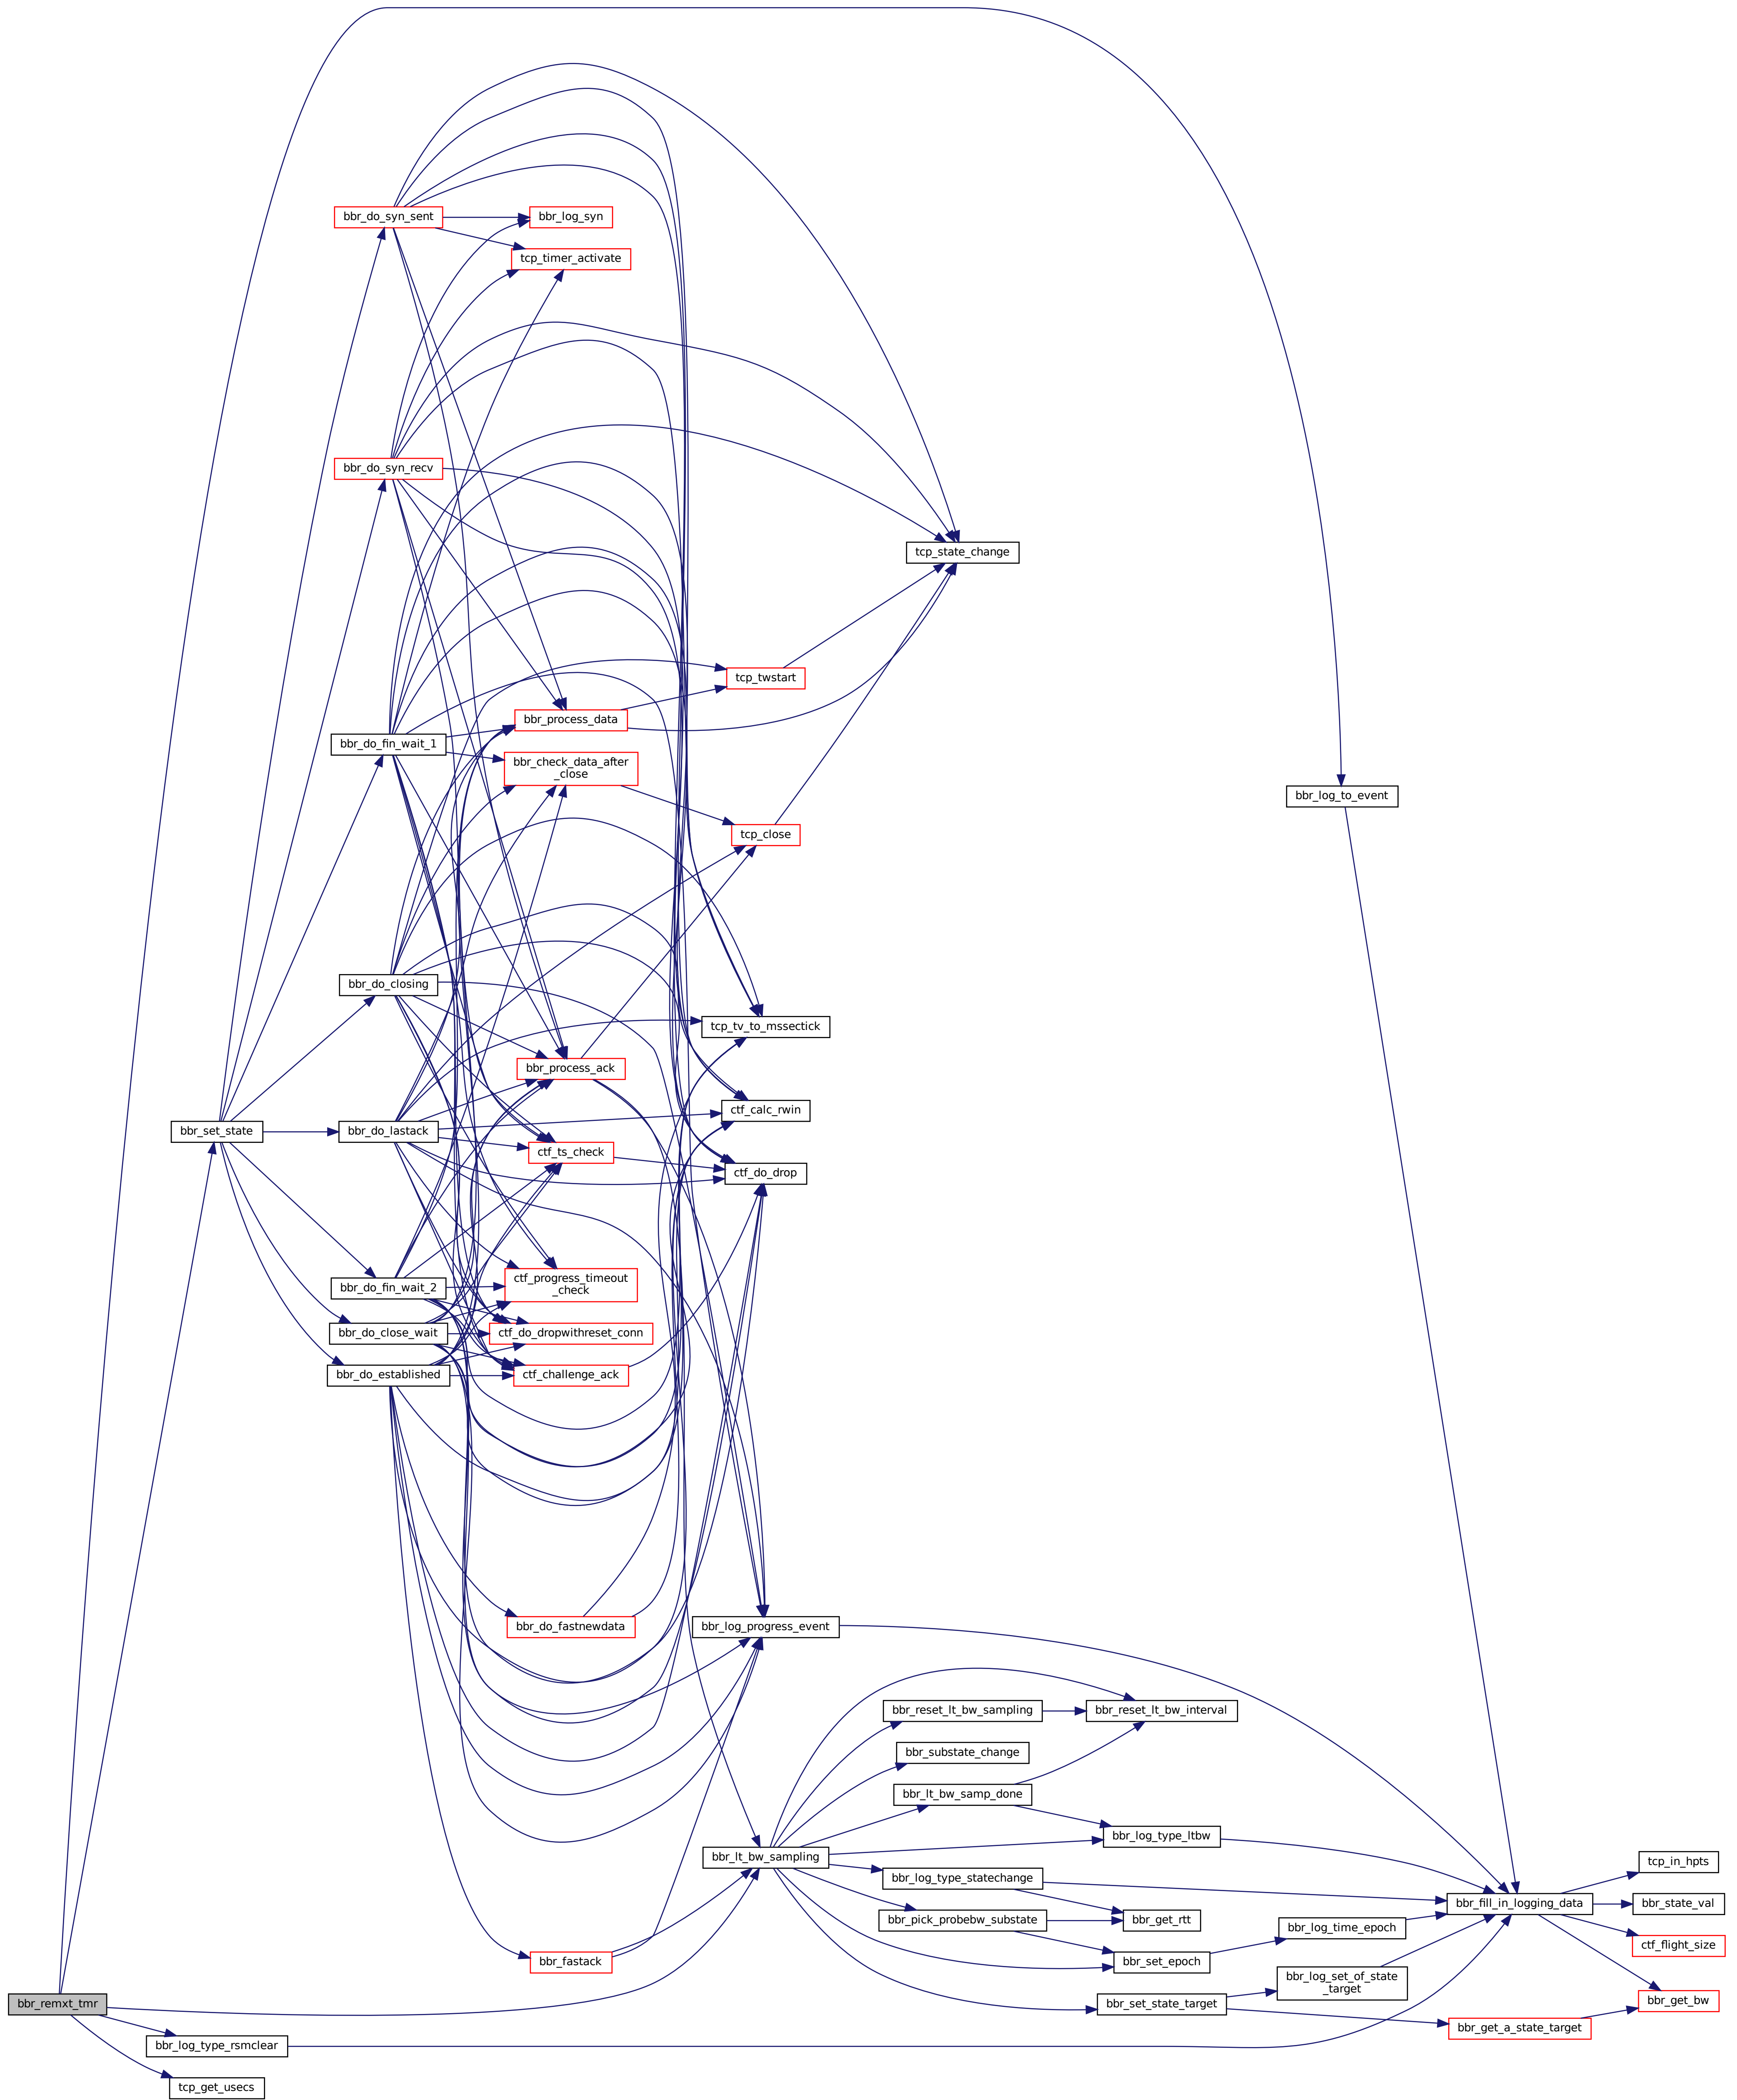 bbr_do_syn_sent
bbr_log_syn
tcp_timer_activate
bbr_do_syn_recv
tcp_state_change
tcp_twstart
bbr_process_data
bbr_do_fin_wait_1
bbr_check_data_after
_close
bbr_log_to_event
tcp_close
bbr_do_closing
tcp_tv_to_mssectick
bbr_process_ack
ctf_calc_rwin
bbr_set_state
bbr_do_lastack
ctf_ts_check
ctf_do_drop
bbr_do_fin_wait_2
ctf_progress_timeout
_check
bbr_do_close_wait
ctf_do_dropwithreset_conn
bbr_do_established
ctf_challenge_ack
bbr_do_fastnewdata
bbr_log_progress_event
bbr_reset_lt_bw_sampling
bbr_reset_lt_bw_interval
bbr_substate_change
bbr_lt_bw_samp_done
bbr_log_type_ltbw
bbr_lt_bw_sampling
tcp_in_hpts
bbr_log_type_statechange
bbr_fill_in_logging_data
bbr_state_val
bbr_pick_probebw_substate
bbr_get_rtt
bbr_log_time_epoch
ctf_flight_size
bbr_fastack
bbr_set_epoch
bbr_log_set_of_state
_target
bbr_get_bw
bbr_remxt_tmr
bbr_set_state_target
bbr_get_a_state_target
bbr_log_type_rsmclear
tcp_get_usecs